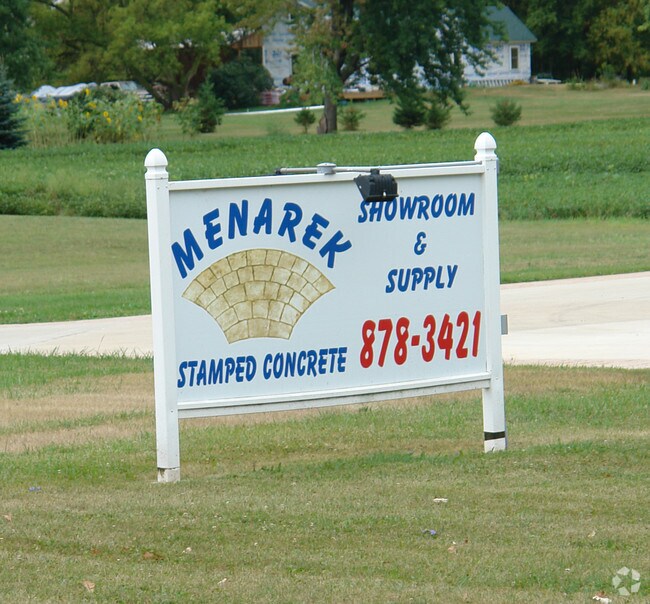 MENAREK
STAMPED CONCRETE
SHOWROOM
&
SUPPLY
878-3421